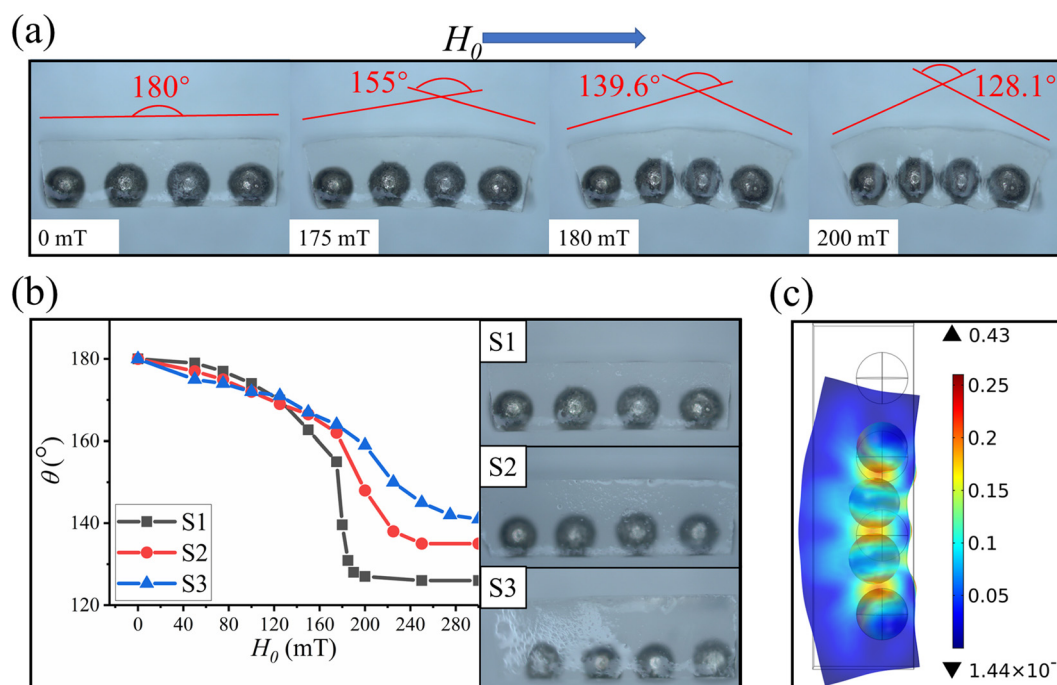 (a)
H₀
180°
155°
139.6°
128.1°
0 mT
175 mT
180 mT
200 mT
(b)
θ (°)
180
160
140
120
0 40 80 120 160 200 240 280
H₀ (mT)
S1
S2
S3
S1
S2
S3
(c)
▲ 0.43
0.25
0.2
0.15
0.1
0.05
▼ 1.44×10⁻